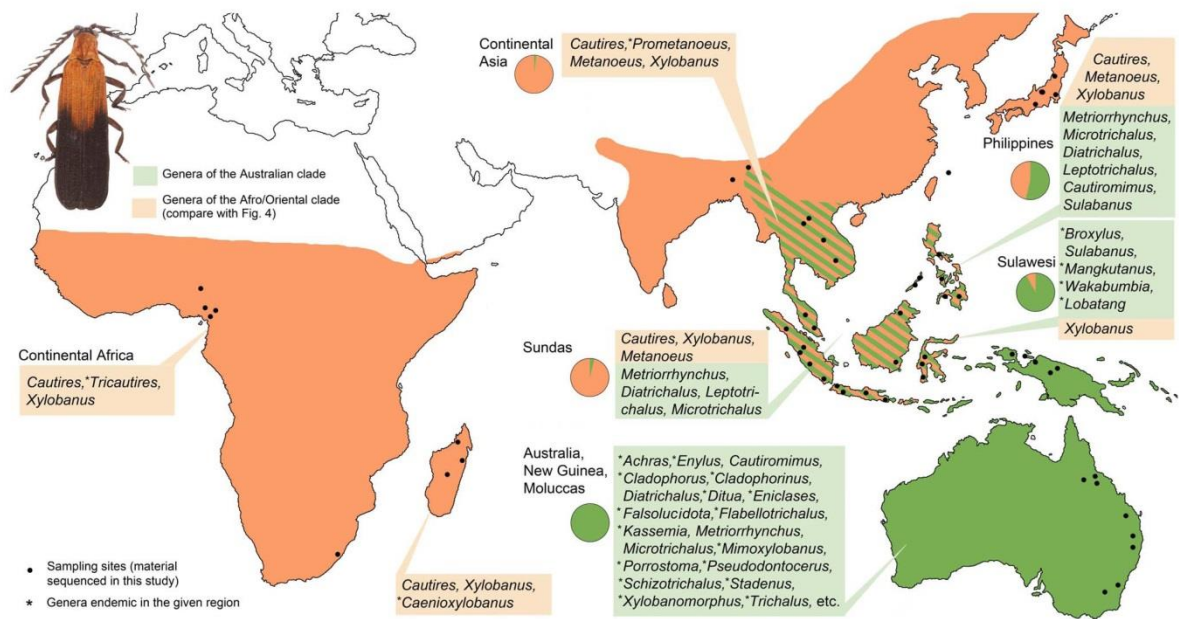 Continental
Asia
Cautires,*Prometanoeus,
Metanoeus, Xylobanus
Cautires,
Metanoeus,
Xylobanus
Philippines
Metriorrhynchus,
Microtrichalus,
Diatrichalus,
Leptotrichalus,
Cautiromimus,
Sulabanus
Genera of the Australian clade
Genera of the Afro/Oriental clade
(compare with Fig. 4)
Sulawesi
*Broxylus,
Sulabanus,
*Mangkutanus,
*Wakabumbia,
*Lobatang
Xylobanus
Continental Africa
Cautires,*Tricautires,
Xylobanus
Sundas
Cautires, Xylobanus,
Metanoeus
Metriorrhynchus,
Diatrichalus, Leptotri-
chalus, Microtrichalus
Australia,
New Guinea,
Moluccas
*Achras,*Enylus, Cautiromimus,
*Cladophorus,*Cladophorinus,
Diatrichalus,*Ditua,*Eniclases,
*Falsolucidota,*Flabellotrichalus,
*Kassemia, Metriorrhynchus,
Microtrichalus,*Mimoxylobanus,
*Porrostoma,*Pseudodontocerus,
*Schizotrichalus,*Stadenus,
*Xylobanomorphus,*Trichalus, etc.
Cautires, Xylobanus,
*Caenioxylobanus
• Sampling sites (material
sequenced in this study)
* Genera endemic in the given region